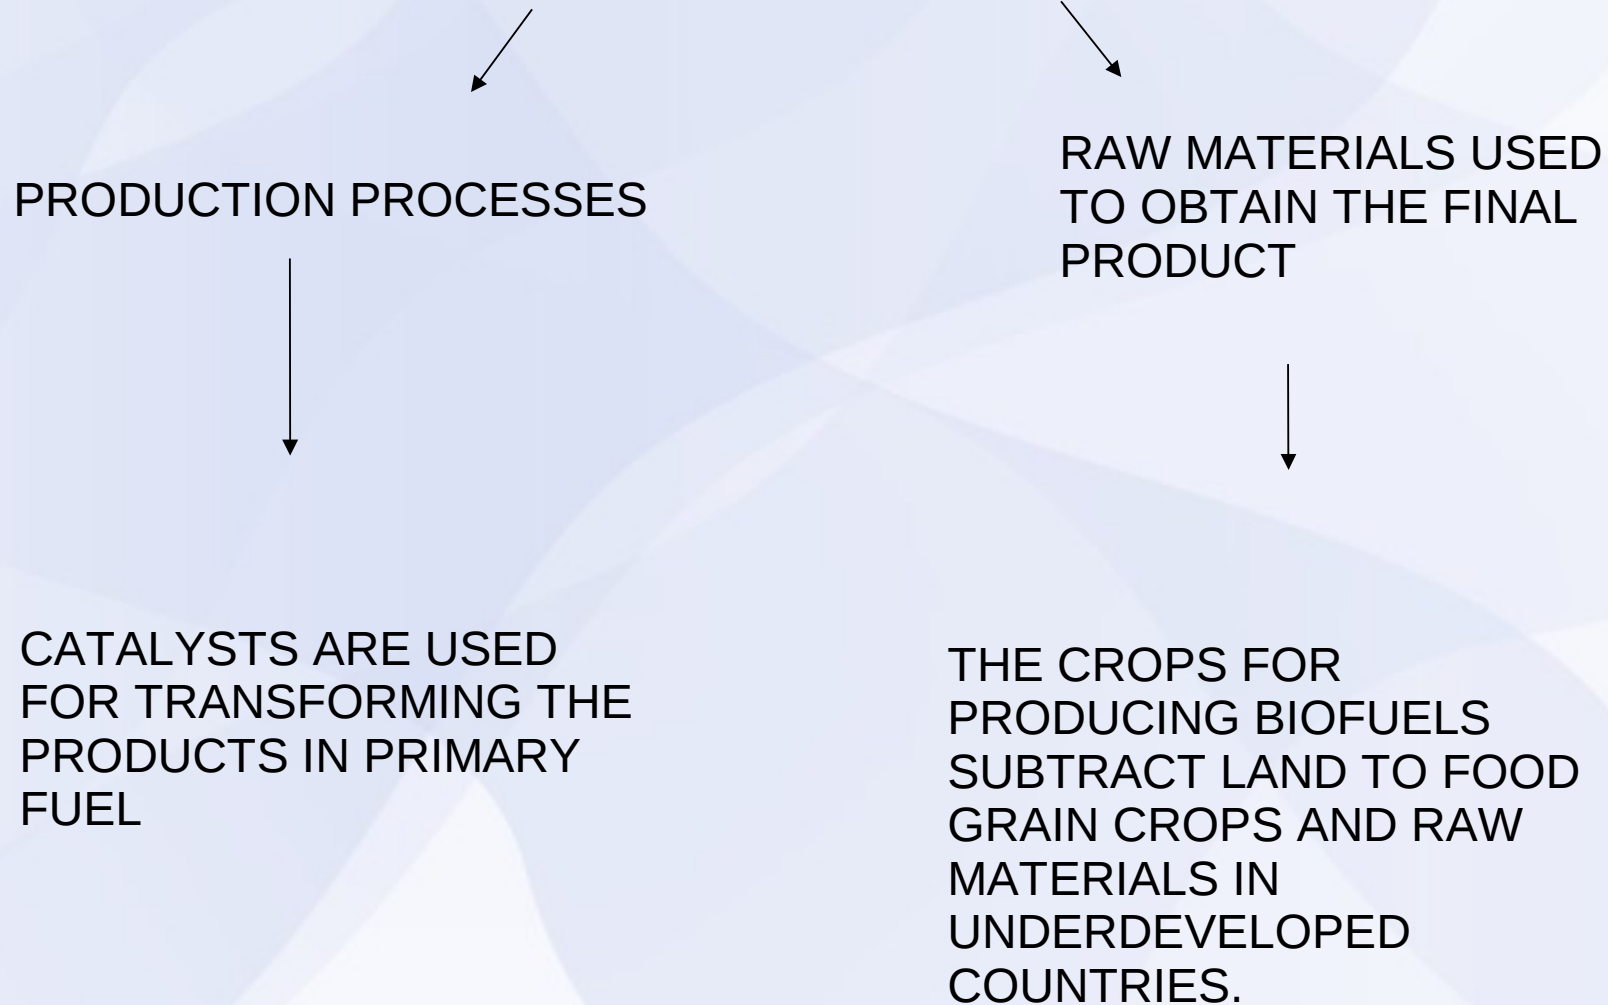 PRODUCTION PROCESSES
RAW MATERIALS USED
TO OBTAIN THE FINAL
PRODUCT
CATALYSTS ARE USED
FOR TRANSFORMING THE
PRODUCTS IN PRIMARY
FUEL
THE CROPS FOR
PRODUCING BIOFUELS
SUBTRACT LAND TO FOOD
GRAIN CROPS AND RAW
MATERIALS IN
UNDERDEVELOPED
COUNTRIES.